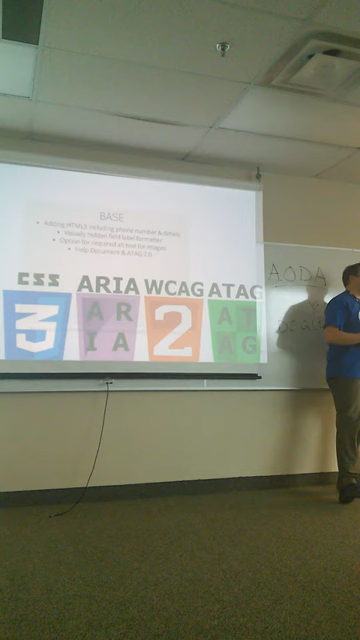 BASE
• Adding HTML5 including phone number & details
• Visually hidden field label formatter
• Option for required alt text for images
• Help Document & ATAG 2.0
CSS ARIA WCAG ATAG
3 AR IA 2 AT AG
AODA